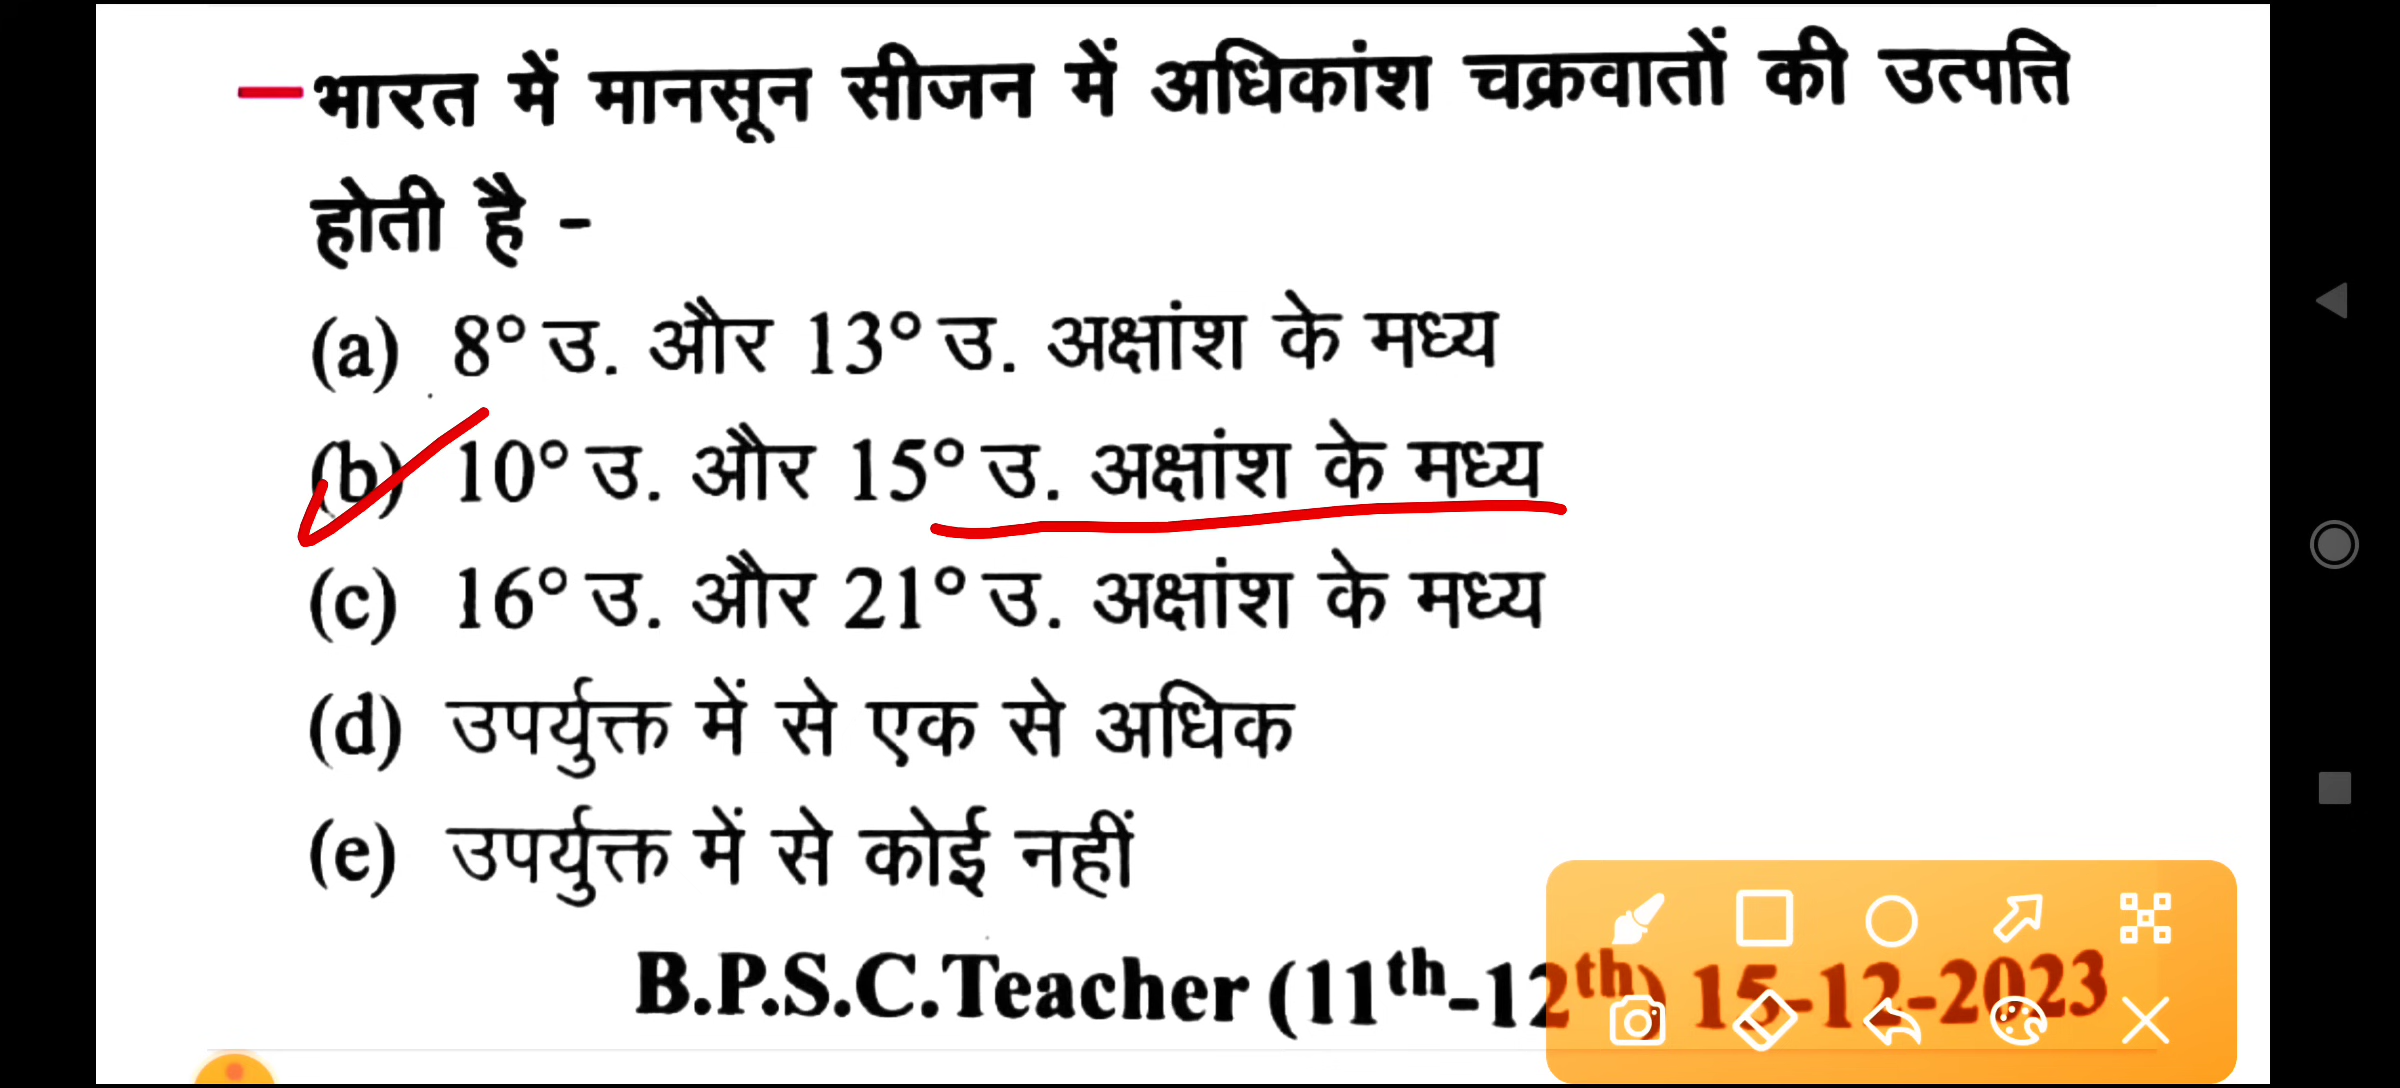 भारत में मानसून सीजन में अधिकांश चक्रवातों की उत्पत्ति
होती है -
(a) 8° उ. और 13° उ. अक्षांश के मध्य
(b) 10° उ. और 15° उ. अक्षांश के मध्य
(c) 16° उ. और 21° उ. अक्षांश के मध्य
(d) उपर्युक्त में से एक से अधिक
(e) उपर्युक्त में से कोई नहीं
B.P.S.C.Teacher (11th-12th) 15-12-2023